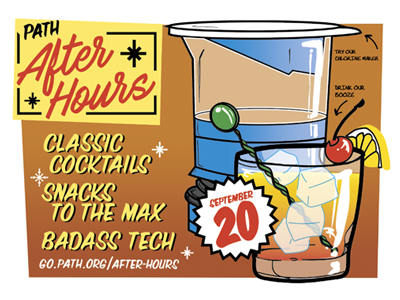 PATH
After
Hours
TRY OUR
CHLORINE MAKER
DRINK OUR
BOOZE
CLASSIC
COCKTAILS
SNACKS
TO THE MAX
BADASS TECH
SEPTEMBER
20
GO.PATH.ORG/AFTER-HOURS